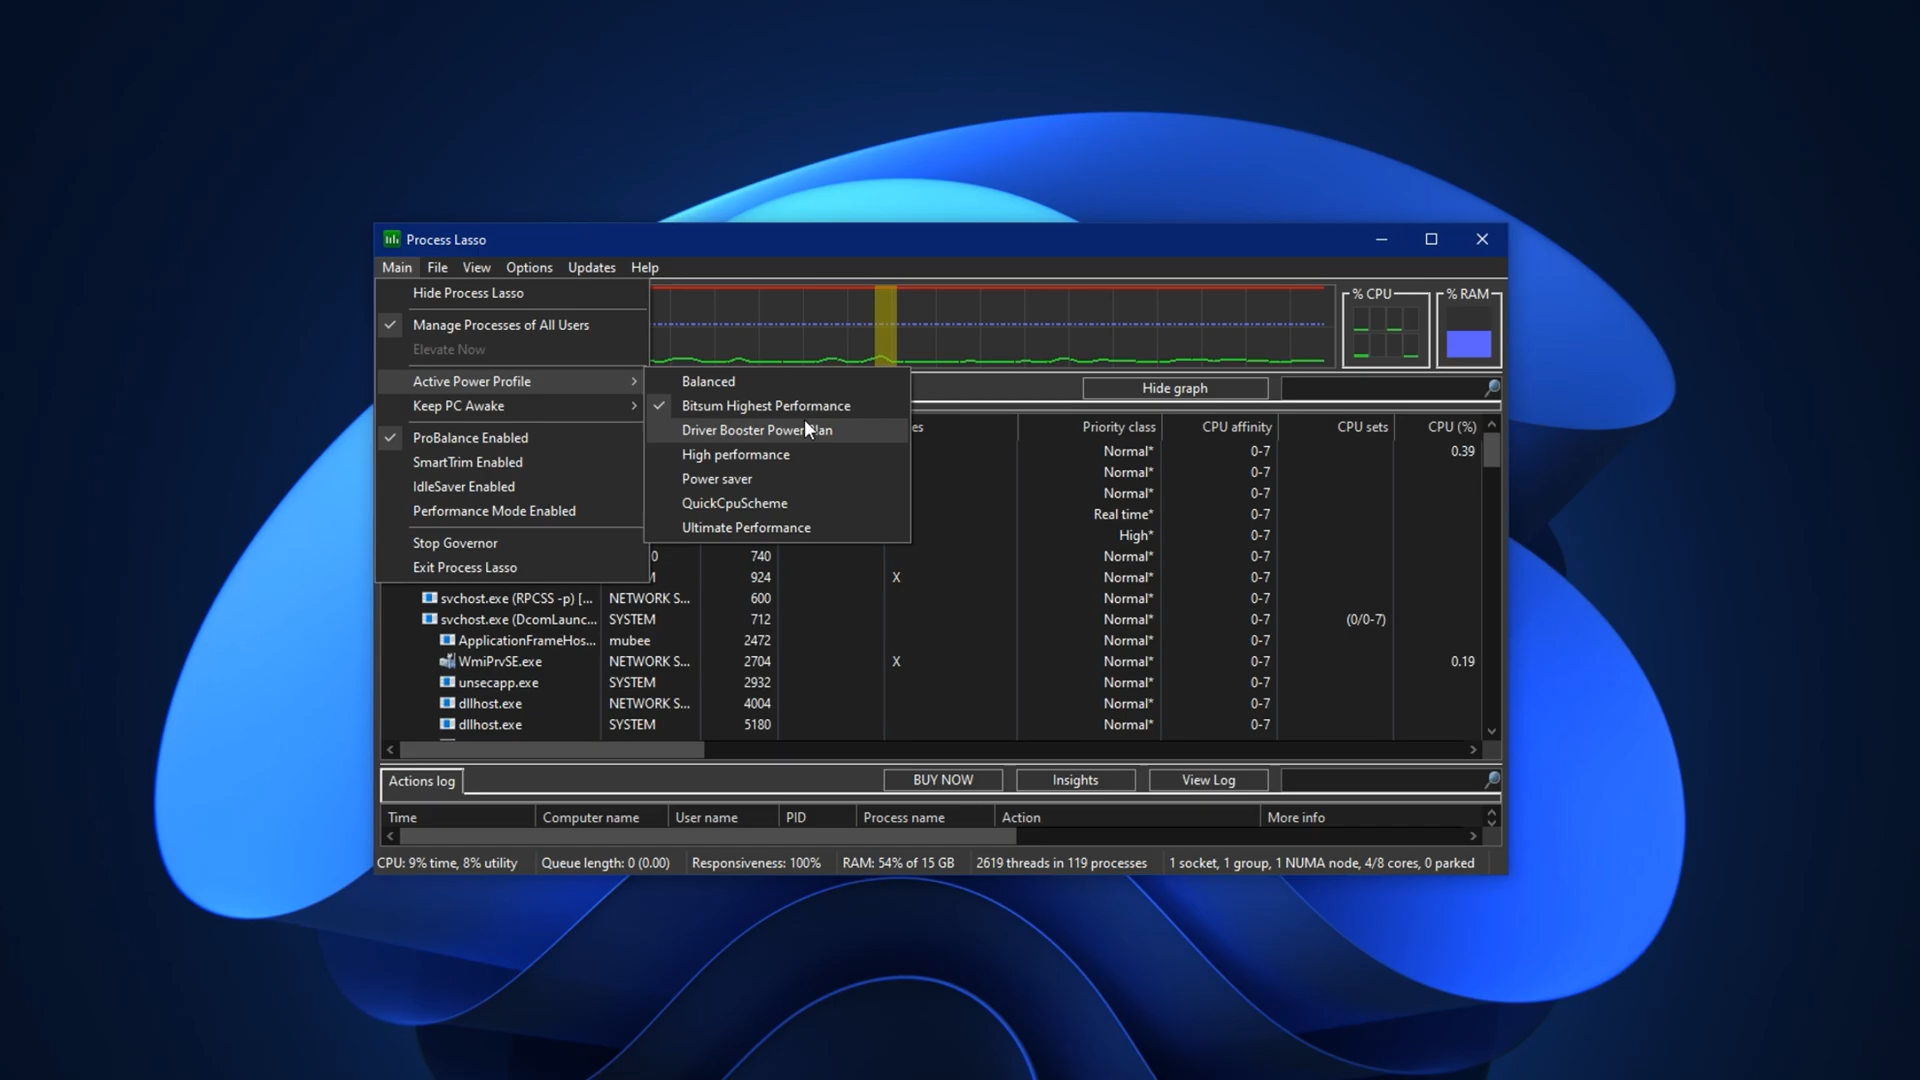 Process Lasso
Main File View Options Updates Help
Hide Process Lasso
Manage Processes of All Users
Elevate Now
Active Power Profile
Keep PC Awake
ProBalance Enabled
SmartTrim Enabled
IdleSaver Enabled
Performance Mode Enabled
Stop Governor
Exit Process Lasso
Balanced
Bitsum Highest Performance
Driver Booster Power Plan
High performance
Power saver
QuickCpuScheme
Ultimate Performance
% CPU
% RAM
Hide graph
es Priority class CPU affinity CPU sets CPU (%)
Normal* 0-7 0.39
Normal* 0-7
Normal* 0-7
Real time* 0-7
High* 0-7
0 740 Normal* 0-7
924 X Normal* 0-7
svchost.exe (RPCSS -p) [... NETWORK S... 600 Normal* 0-7
svchost.exe (DcomLaunc... SYSTEM 712 Normal* 0-7 (0/0-7)
ApplicationFrameHos... mubee 2472 Normal* 0-7
WmiPrvSE.exe NETWORK S... 2704 X Normal* 0-7 0.19
unsecapp.exe SYSTEM 2932 Normal* 0-7
dllhost.exe NETWORK S... 4004 Normal* 0-7
dllhost.exe SYSTEM 5180 Normal* 0-7
Actions log BUY NOW Insights View Log
Time Computer name User name PID Process name Action More info
CPU: 9% time, 8% utility Queue length: 0 (0.00) Responsiveness: 100% RAM: 54% of 15 GB 2619 threads in 119 processes 1 socket, 1 group, 1 NUMA node, 4/8 cores, 0 parked